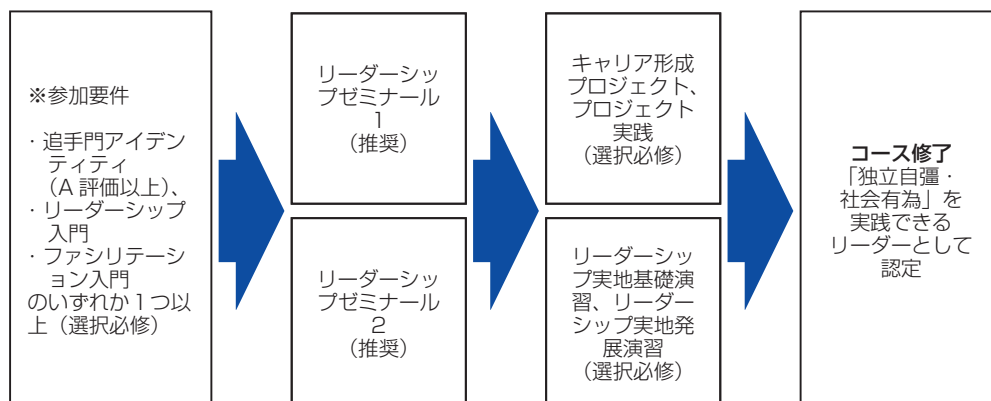 ※参加要件
・追手門アイデン
ティティ
（A 評価以上）、
・リーダーシップ
入門
・ファシリテーシ
ョン入門
のいずれか 1 つ以
上（選択必修）
リーダーシッ
プゼミナール
1
（推奨）
リーダーシッ
プゼミナール
2
（推奨）
キャリア形成
プロジェクト、
プロジェクト
実践
（選択必修）
リーダーシッ
プ実地基礎演
習、リーダー
シップ実地発
展演習
（選択必修）
コース修了
「独立自彊・
社会有為」を
実践できる
リーダーとして
認定